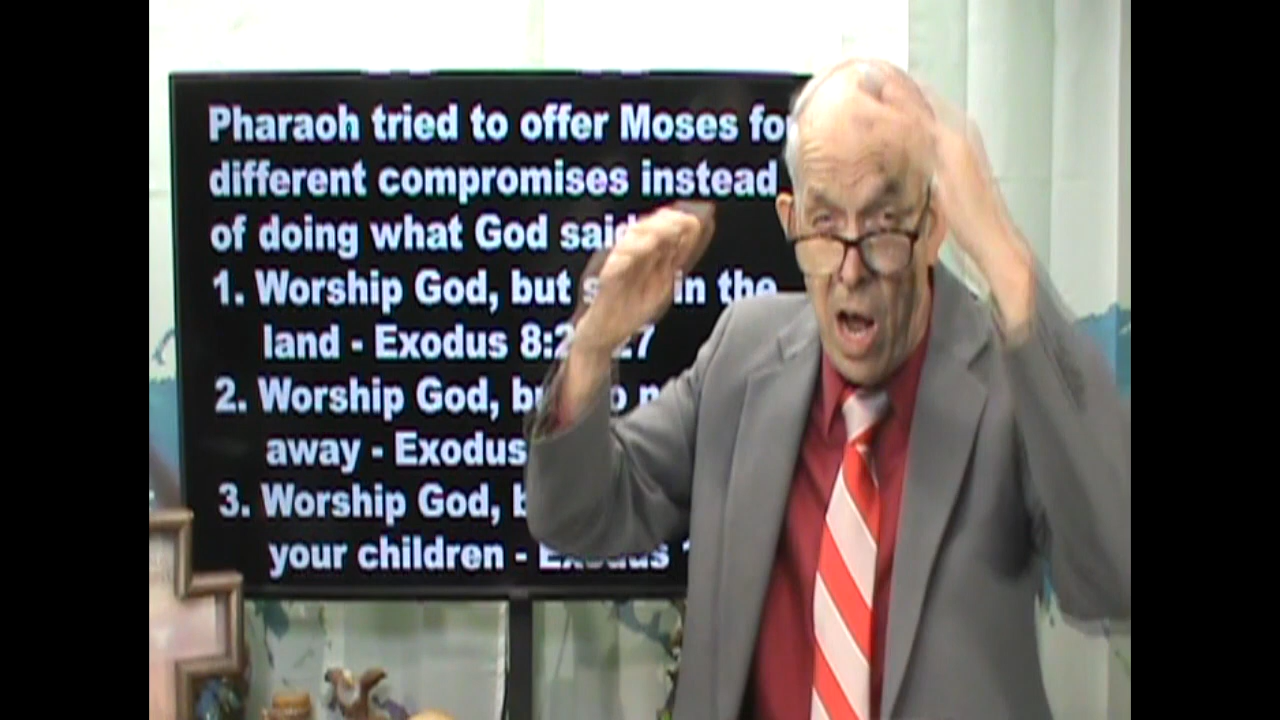 Pharaoh tried to offer Moses
different compromises instead
of doing what God said
1. Worship God, but in the
land - Exodus
2. Worship God,
away - Exodus
3. Worship God,
your children - Exodus